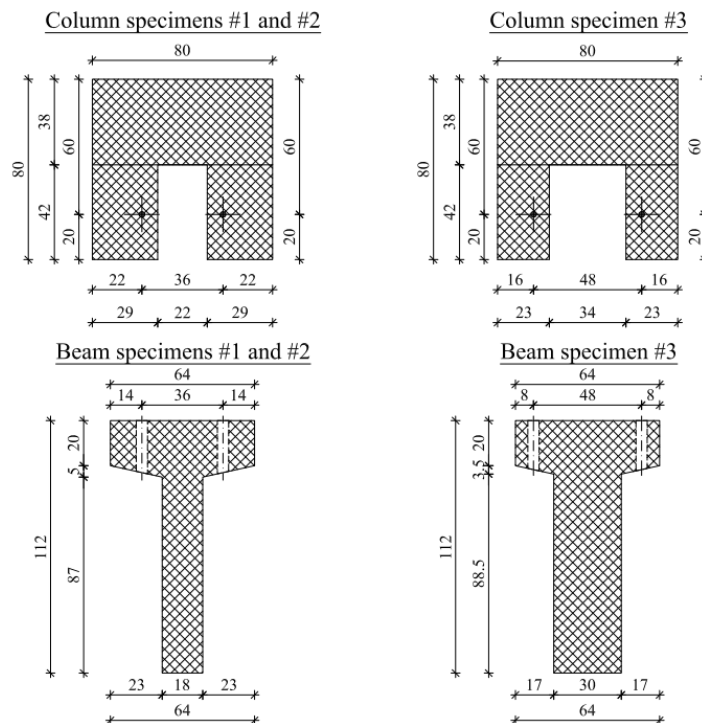 Column specimens #1 and #2
80
80
38
42
60
20
60
20
22 36 22
29 22 29
Column specimen #3
80
80
38
42
60
20
60
20
16 48 16
23 34 23
Beam specimens #1 and #2
64
14 36 14
112
20
5
87
23 18 23
64
Beam specimen #3
64
8 48 8
112
20
3.5
88.5
17 30 17
64